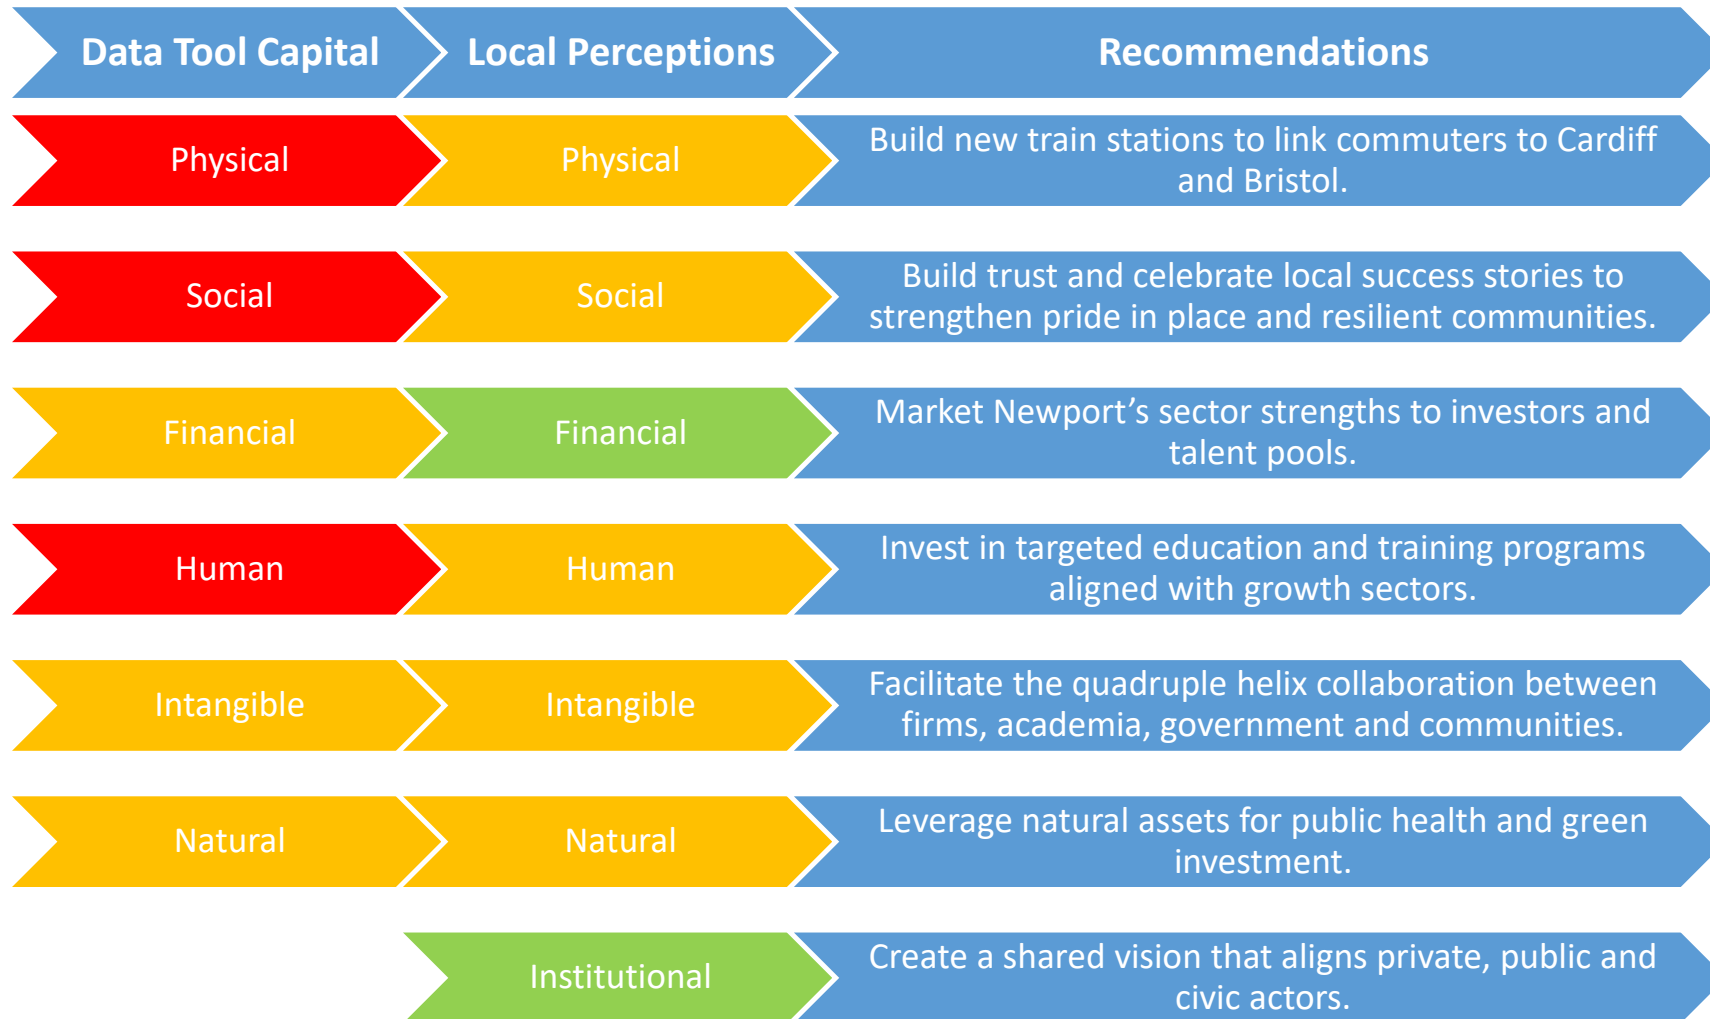 Data Tool Capital
Local Perceptions
Recommendations
Physical
Physical
Build new train stations to link commuters to Cardiff
and Bristol.
Social
Social
Build trust and celebrate local success stories to
strengthen pride in place and resilient communities.
Financial
Financial
Market Newport’s sector strengths to investors and
talent pools.
Human
Human
Invest in targeted education and training programs
aligned with growth sectors.
Intangible
Intangible
Facilitate the quadruple helix collaboration between
firms, academia, government and communities.
Natural
Natural
Leverage natural assets for public health and green
investment.
Institutional
Create a shared vision that aligns private, public and
civic actors.